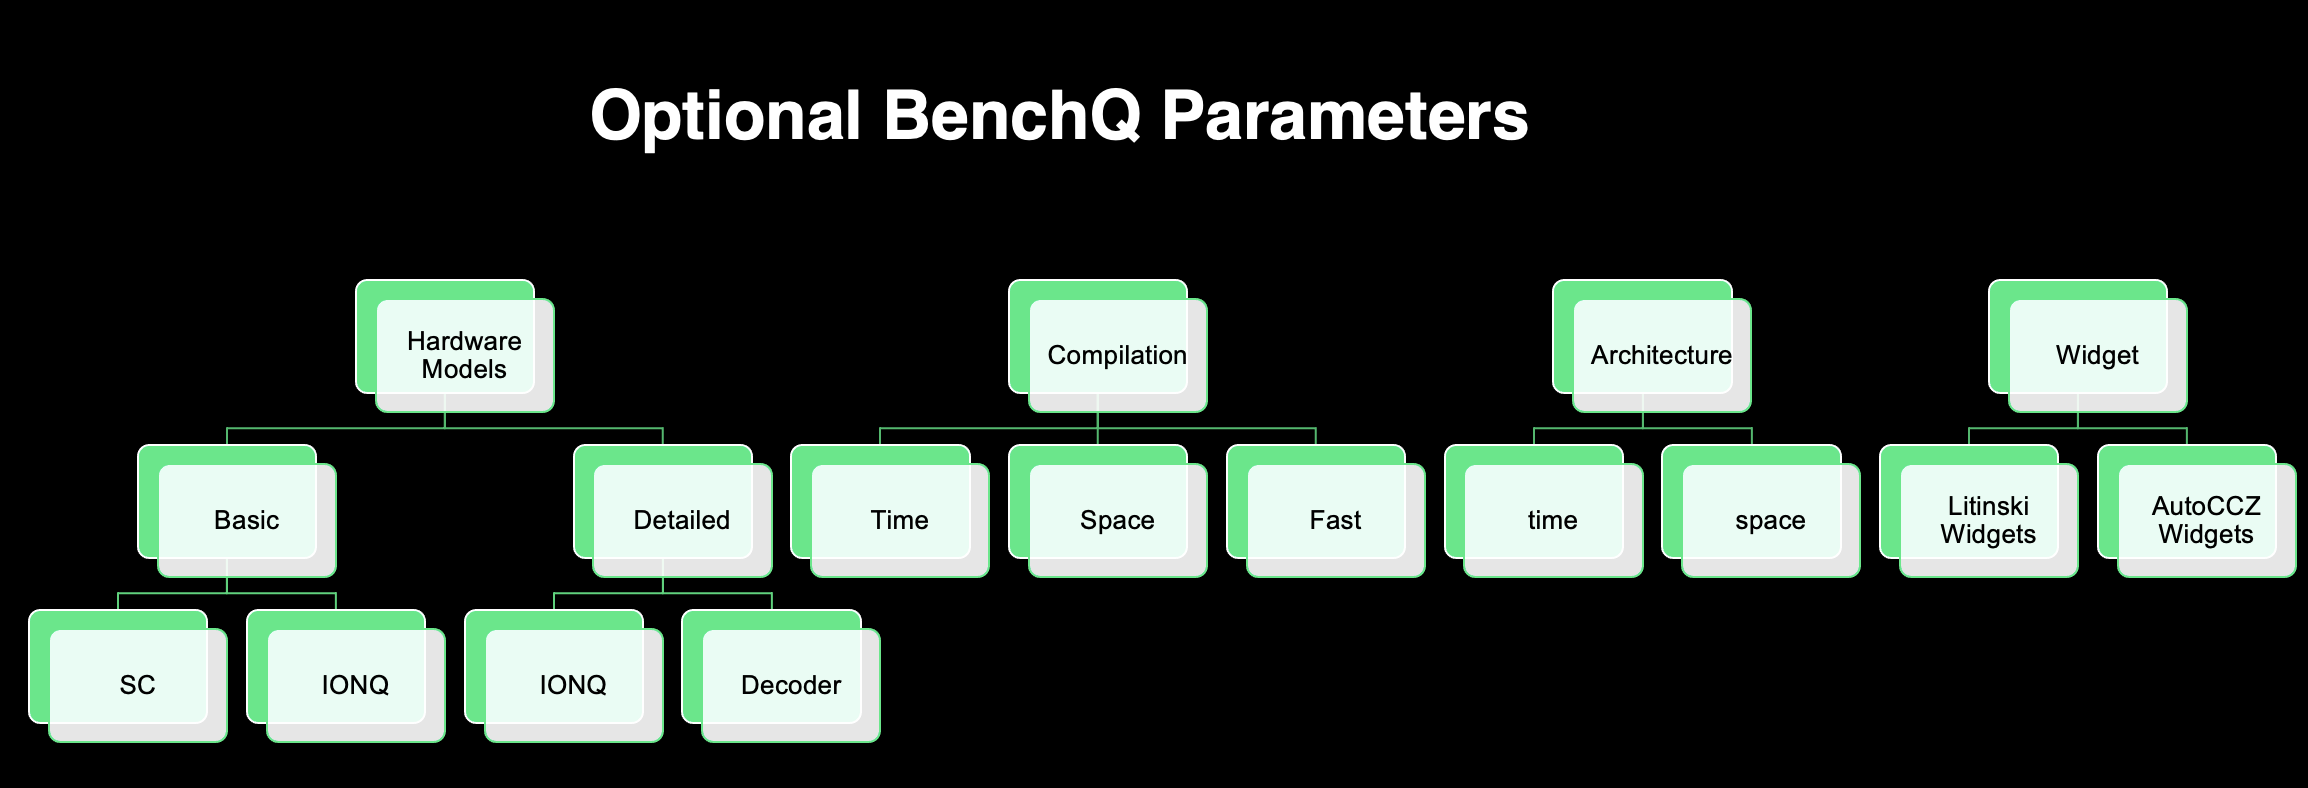 Optional BenchQ Parameters
Hardware
Models
Compilation
Architecture
Widget
Basic
Detailed
Time
Space
Fast
time
space
Litinski
Widgets
AutoCCZ
Widgets
SC
IONQ
IONQ
Decoder